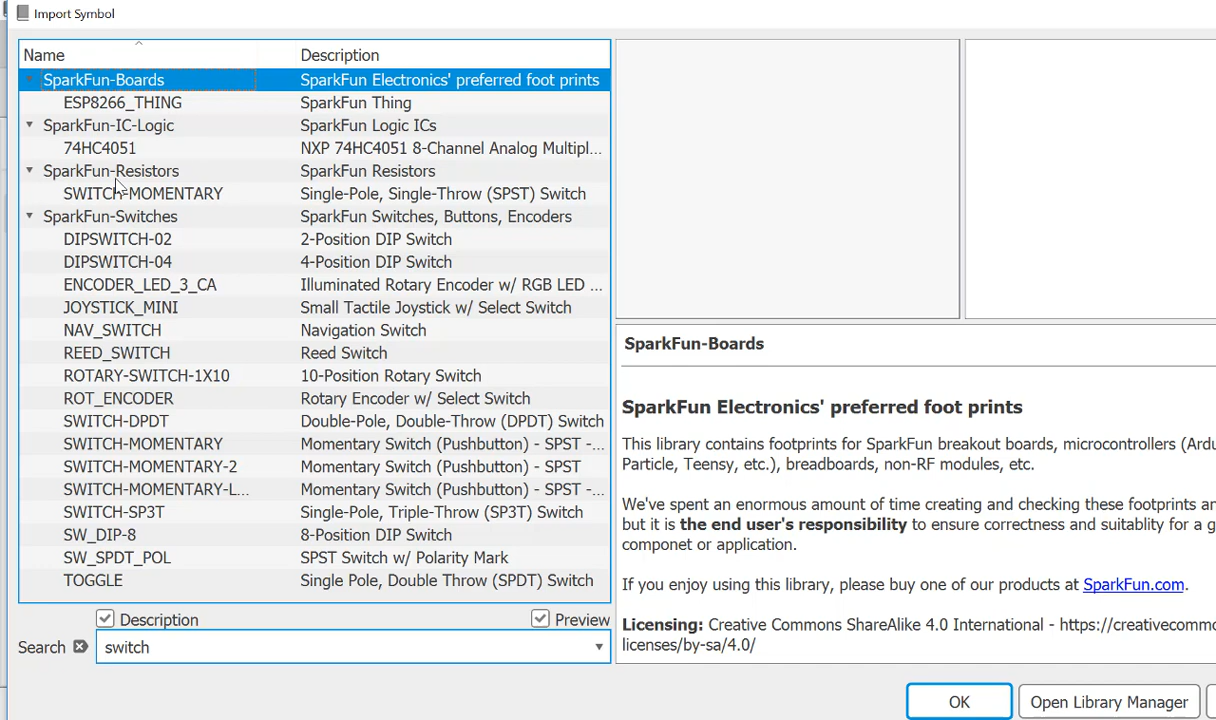 Import Symbol
Name Description
SparkFun-Boards SparkFun Electronics' preferred foot prints
ESP8266_THING SparkFun Thing
SparkFun-IC-Logic SparkFun Logic ICs
74HC4051 NXP 74HC4051 8-Channel Analog Multipl...
SparkFun-Resistors SparkFun Resistors
SWITCH-MOMENTARY Single-Pole, Single-Throw (SPST) Switch
SparkFun-Switches SparkFun Switches, Buttons, Encoders
DIPSWITCH-02 2-Position DIP Switch
DIPSWITCH-04 4-Position DIP Switch
ENCODER_LED_3_CA Illuminated Rotary Encoder w/ RGB LED ...
JOYSTICK_MINI Small Tactile Joystick w/ Select Switch
NAV_SWITCH Navigation Switch
REED_SWITCH Reed Switch
ROTARY-SWITCH-1X10 10-Position Rotary Switch
ROT_ENCODER Rotary Encoder w/ Select Switch
SWITCH-DPDT Double-Pole, Double-Throw (DPDT) Switch
SWITCH-MOMENTARY Momentary Switch (Pushbutton) - SPST -...
SWITCH-MOMENTARY-2 Momentary Switch (Pushbutton) - SPST
SWITCH-MOMENTARY-L... Momentary Switch (Pushbutton) - SPST -...
SWITCH-SP3T Single-Pole, Triple-Throw (SP3T) Switch
SW_DIP-8 8-Position DIP Switch
SW_SPDT_POL SPST Switch w/ Polarity Mark
TOGGLE Single Pole, Double Throw (SPDT) Switch
Description Preview
Search switch
SparkFun-Boards
SparkFun Electronics' preferred foot prints
This library contains footprints for SparkFun breakout boards, microcontrollers (Ardu
Particle, Teensy, etc.), breadboards, non-RF modules, etc.
We've spent an enormous amount of time creating and checking these footprints an
but it is the end user's responsibility to ensure correctness and suitablity for a g
componet or application.
If you enjoy using this library, please buy one of our products at SparkFun.com.
Licensing: Creative Commons ShareAlike 4.0 International - https://creativecommo
licenses/by-sa/4.0/
OK Open Library Manager